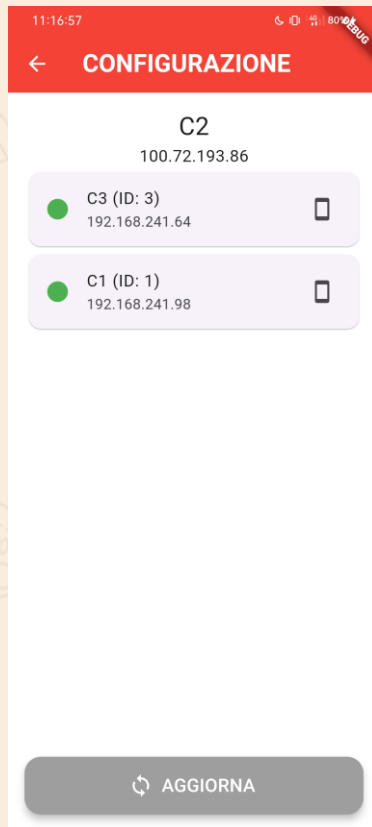 11:16:57
80%
DEBUG
CONFIGURAZIONE
C2
100.72.193.86
C3 (ID: 3)
192.168.241.64
C1 (ID: 1)
192.168.241.98
AGGIORNA